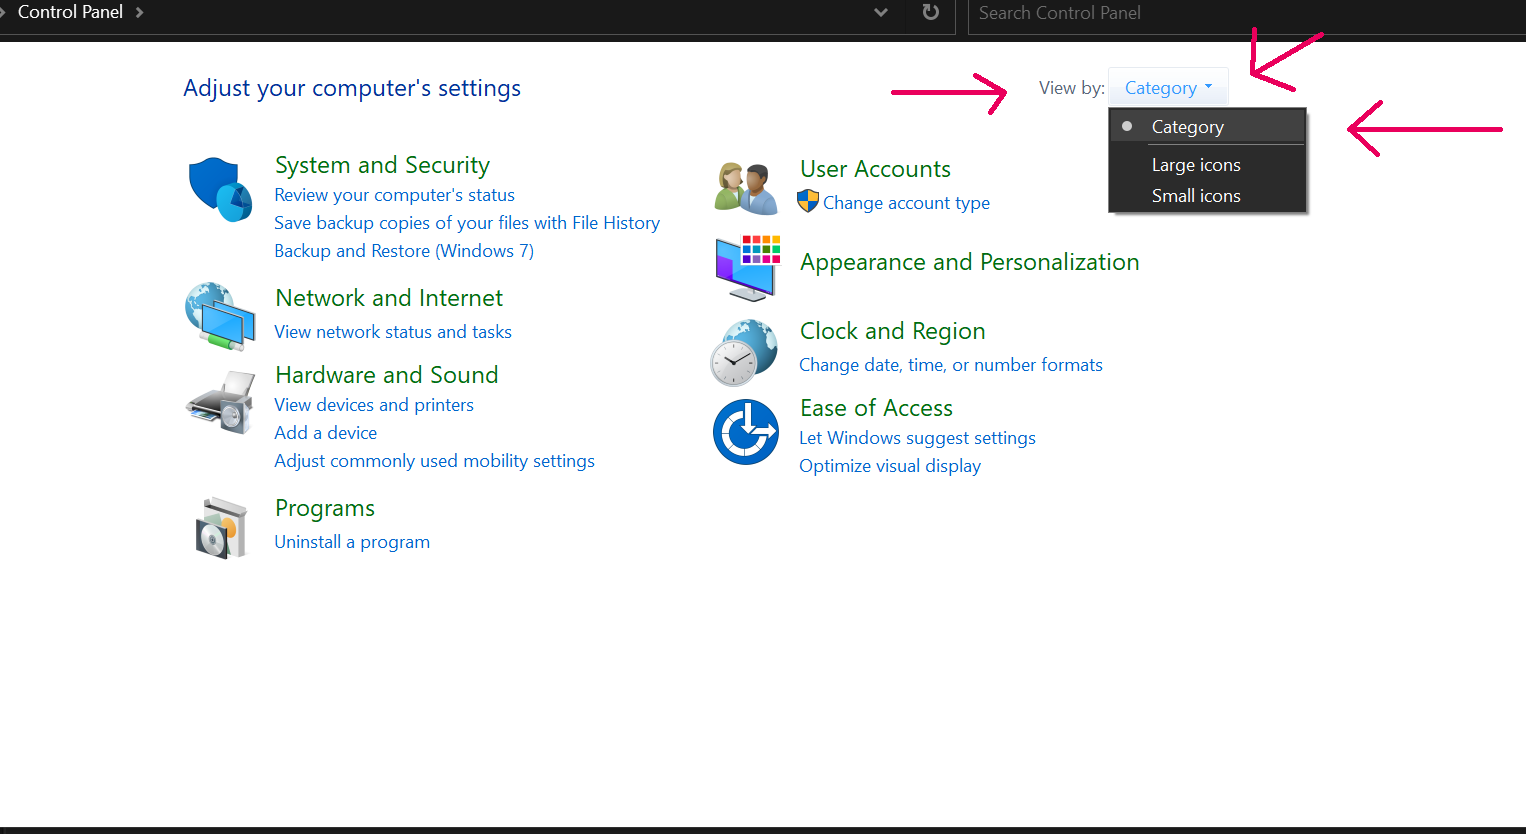 Control Panel
Search Control Panel
Adjust your computer's settings
View by: Category
Category
Large icons
Small icons
System and Security
Review your computer's status
Save backup copies of your files with File History
Backup and Restore (Windows 7)
Network and Internet
View network status and tasks
Hardware and Sound
View devices and printers
Add a device
Adjust commonly used mobility settings
Programs
Uninstall a program
User Accounts
Change account type
Appearance and Personalization
Clock and Region
Change date, time, or number formats
Ease of Access
Let Windows suggest settings
Optimize visual display